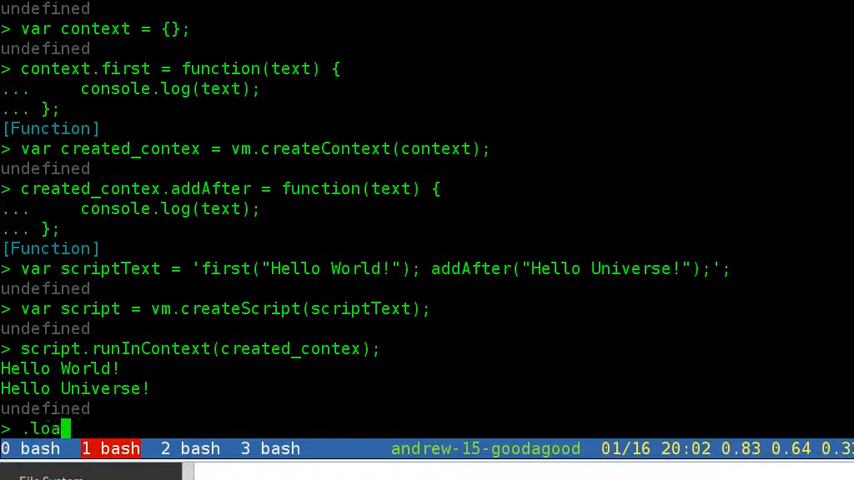 undefined
> var context = {};
undefined
> context.first = function(text) {
...     console.log(text);
... };
[Function]
> var created_contex = vm.createContext(context);
undefined
> created_contex.addAfter = function(text) {
...     console.log(text);
... };
[Function]
> var scriptText = 'first("Hello World!"); addAfter("Hello Universe!");';
undefined
> var script = vm.createScript(scriptText);
undefined
> script.runInContext(created_contex);
Hello World!
Hello Universe!
undefined
> .loa
0 bash  1 bash  2 bash  3 bash  andrew-15-goodagood  01/16 20:02 0.83 0.64 0.3
File System